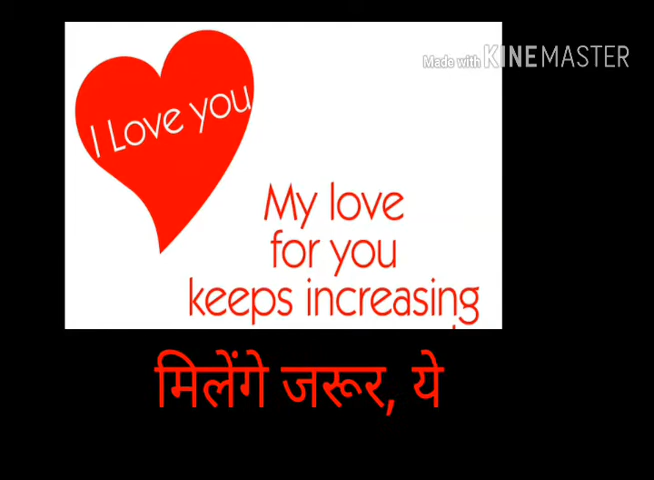 Made with KINEMASTER
I Love you
My love
for you
keeps increasing
मिलेंगे जरूर, ये